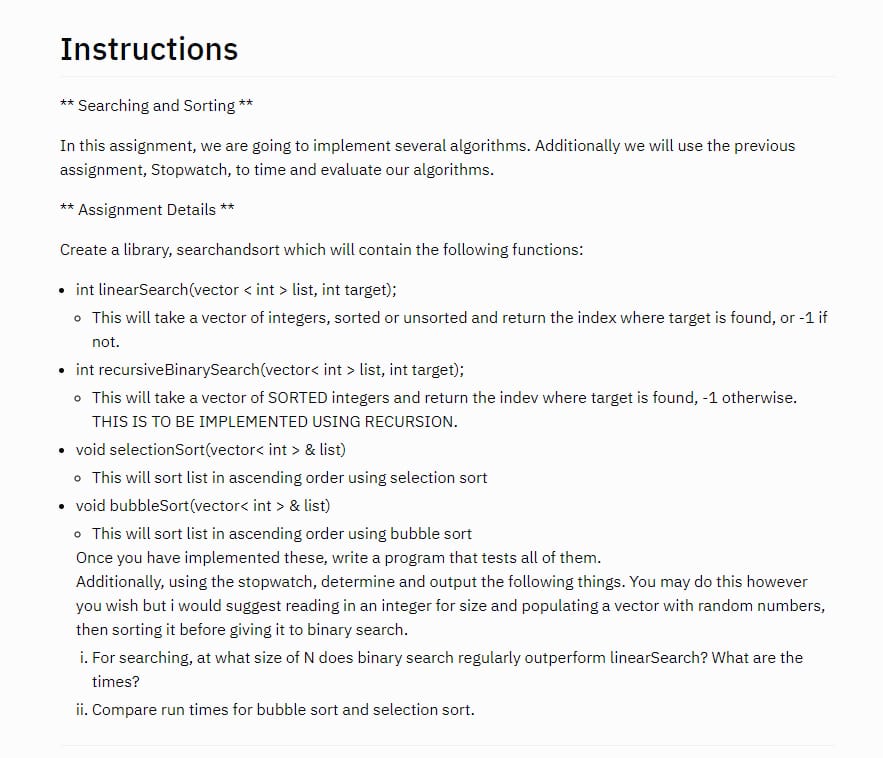 Instructions
** Searching and Sorting **
In this assignment, we are going to implement several algorithms. Additionally we will use the previous
assignment, Stopwatch, to time and evaluate our algorithms.
** Assignment Details **
Create a library, searchandsort which will contain the following functions:
• int linearSearch(vector < int > list, int target);
◦ This will take a vector of integers, sorted or unsorted and return the index where target is found, or -1 if
not.
• int recursiveBinarySearch(vector< int > list, int target);
◦ This will take a vector of SORTED integers and return the indev where target is found, -1 otherwise.
THIS IS TO BE IMPLEMENTED USING RECURSION.
• void selectionSort(vector< int > & list)
◦ This will sort list in ascending order using selection sort
• void bubbleSort(vector< int > & list)
◦ This will sort list in ascending order using bubble sort
Once you have implemented these, write a program that tests all of them.
Additionally, using the stopwatch, determine and output the following things. You may do this however
you wish but i would suggest reading in an integer for size and populating a vector with random numbers,
then sorting it before giving it to binary search.
i. For searching, at what size of N does binary search regularly outperform linearSearch? What are the
times?
ii. Compare run times for bubble sort and selection sort.